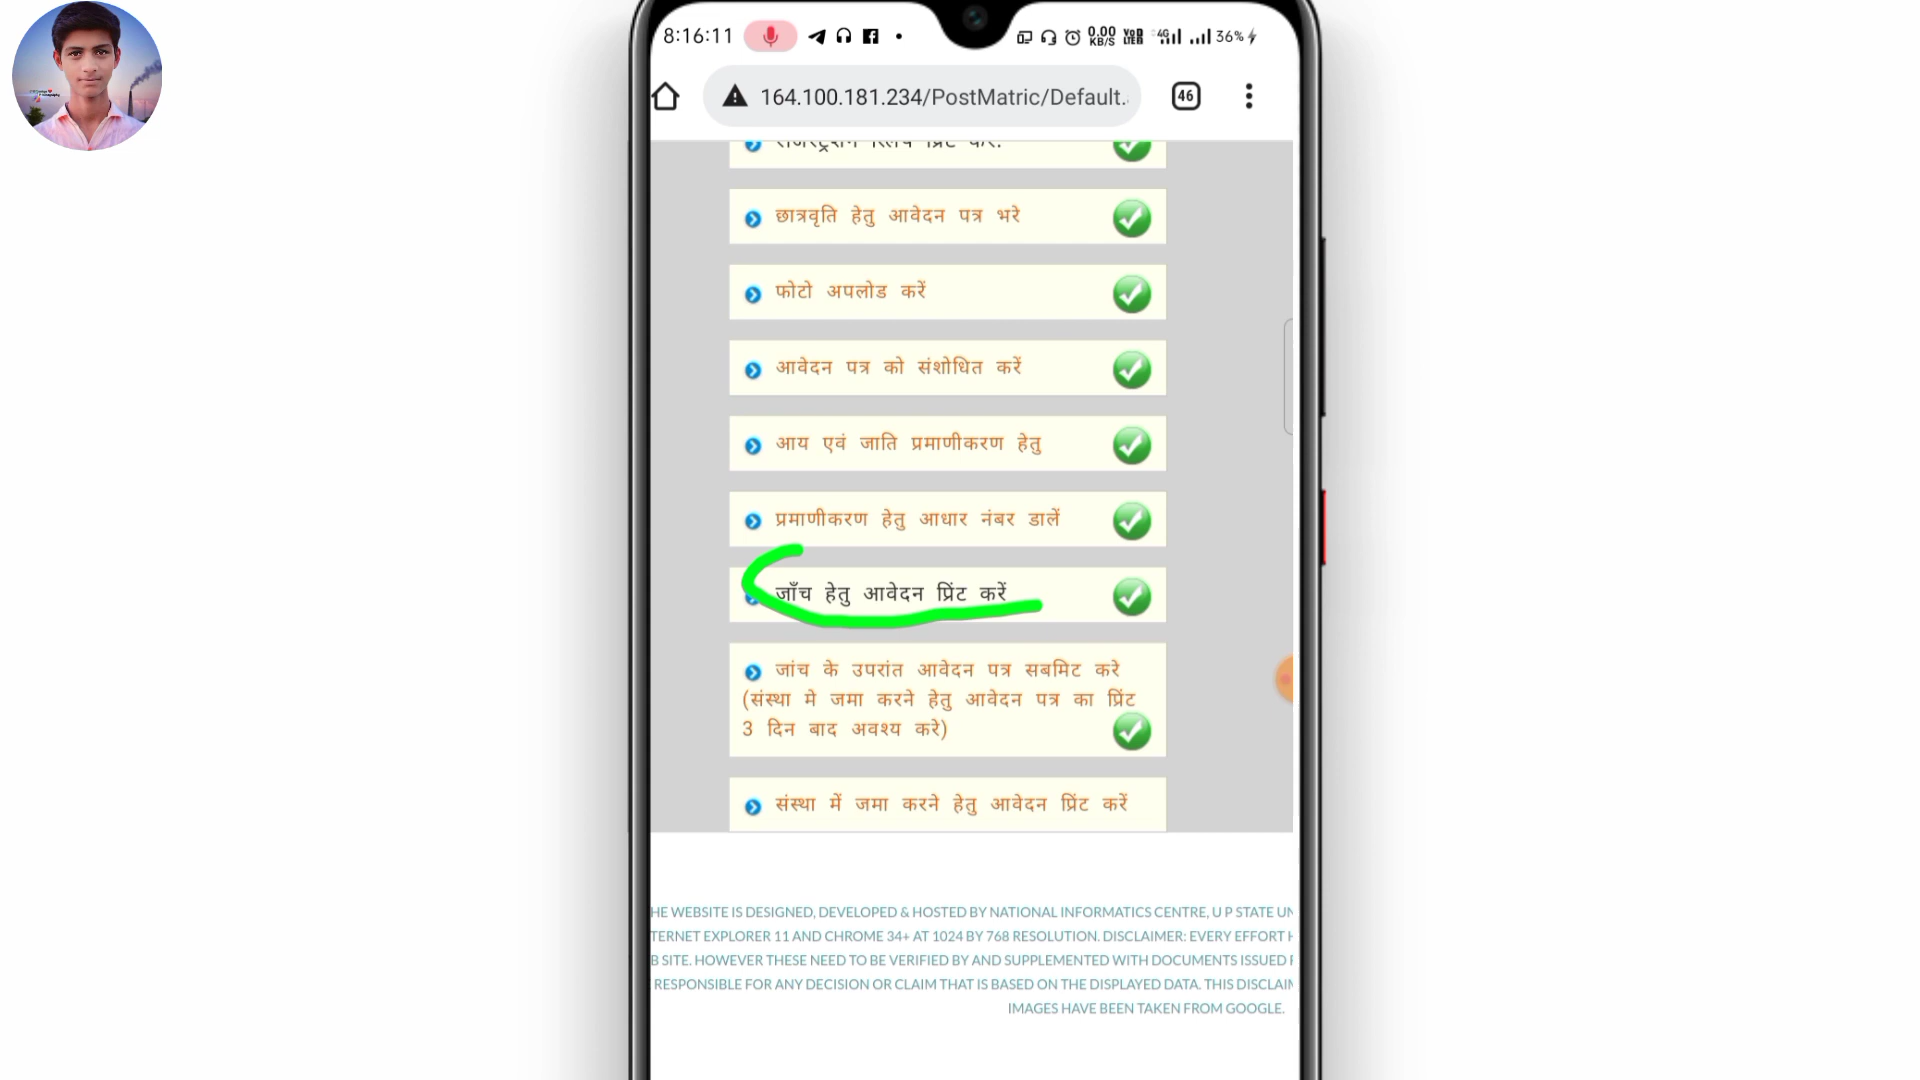 8:16:11
0.00
KB/S
4G
36%
164.100.181.234/PostMatric/Default.
46
रजिस्ट्रेशन स्लिप प्रिंट करें.
छात्रवृति हेतु आवेदन पत्र भरे
फोटो अपलोड करें
आवेदन पत्र को संशोधित करें
आय एवं जाति प्रमाणीकरण हेतु
प्रमाणीकरण हेतु आधार नंबर डालें
जाँच हेतु आवेदन प्रिंट करें
जांच के उपरांत आवेदन पत्र सबमिट करे
(संस्था मे जमा करने हेतु आवेदन पत्र का प्रिंट
3 दिन बाद अवश्य करे)
संस्था में जमा करने हेतु आवेदन प्रिंट करें
HE WEBSITE IS DESIGNED, DEVELOPED & HOSTED BY NATIONAL INFORMATICS CENTRE, U P STATE UN
TERNET EXPLORER 11 AND CHROME 34+ AT 1024 BY 768 RESOLUTION. DISCLAIMER: EVERY EFFORT H
B SITE. HOWEVER THESE NEED TO BE VERIFIED BY AND SUPPLEMENTED WITH DOCUMENTS ISSUED F
RESPONSIBLE FOR ANY DECISION OR CLAIM THAT IS BASED ON THE DISPLAYED DATA. THIS DISCLAIM
IMAGES HAVE BEEN TAKEN FROM GOOGLE.